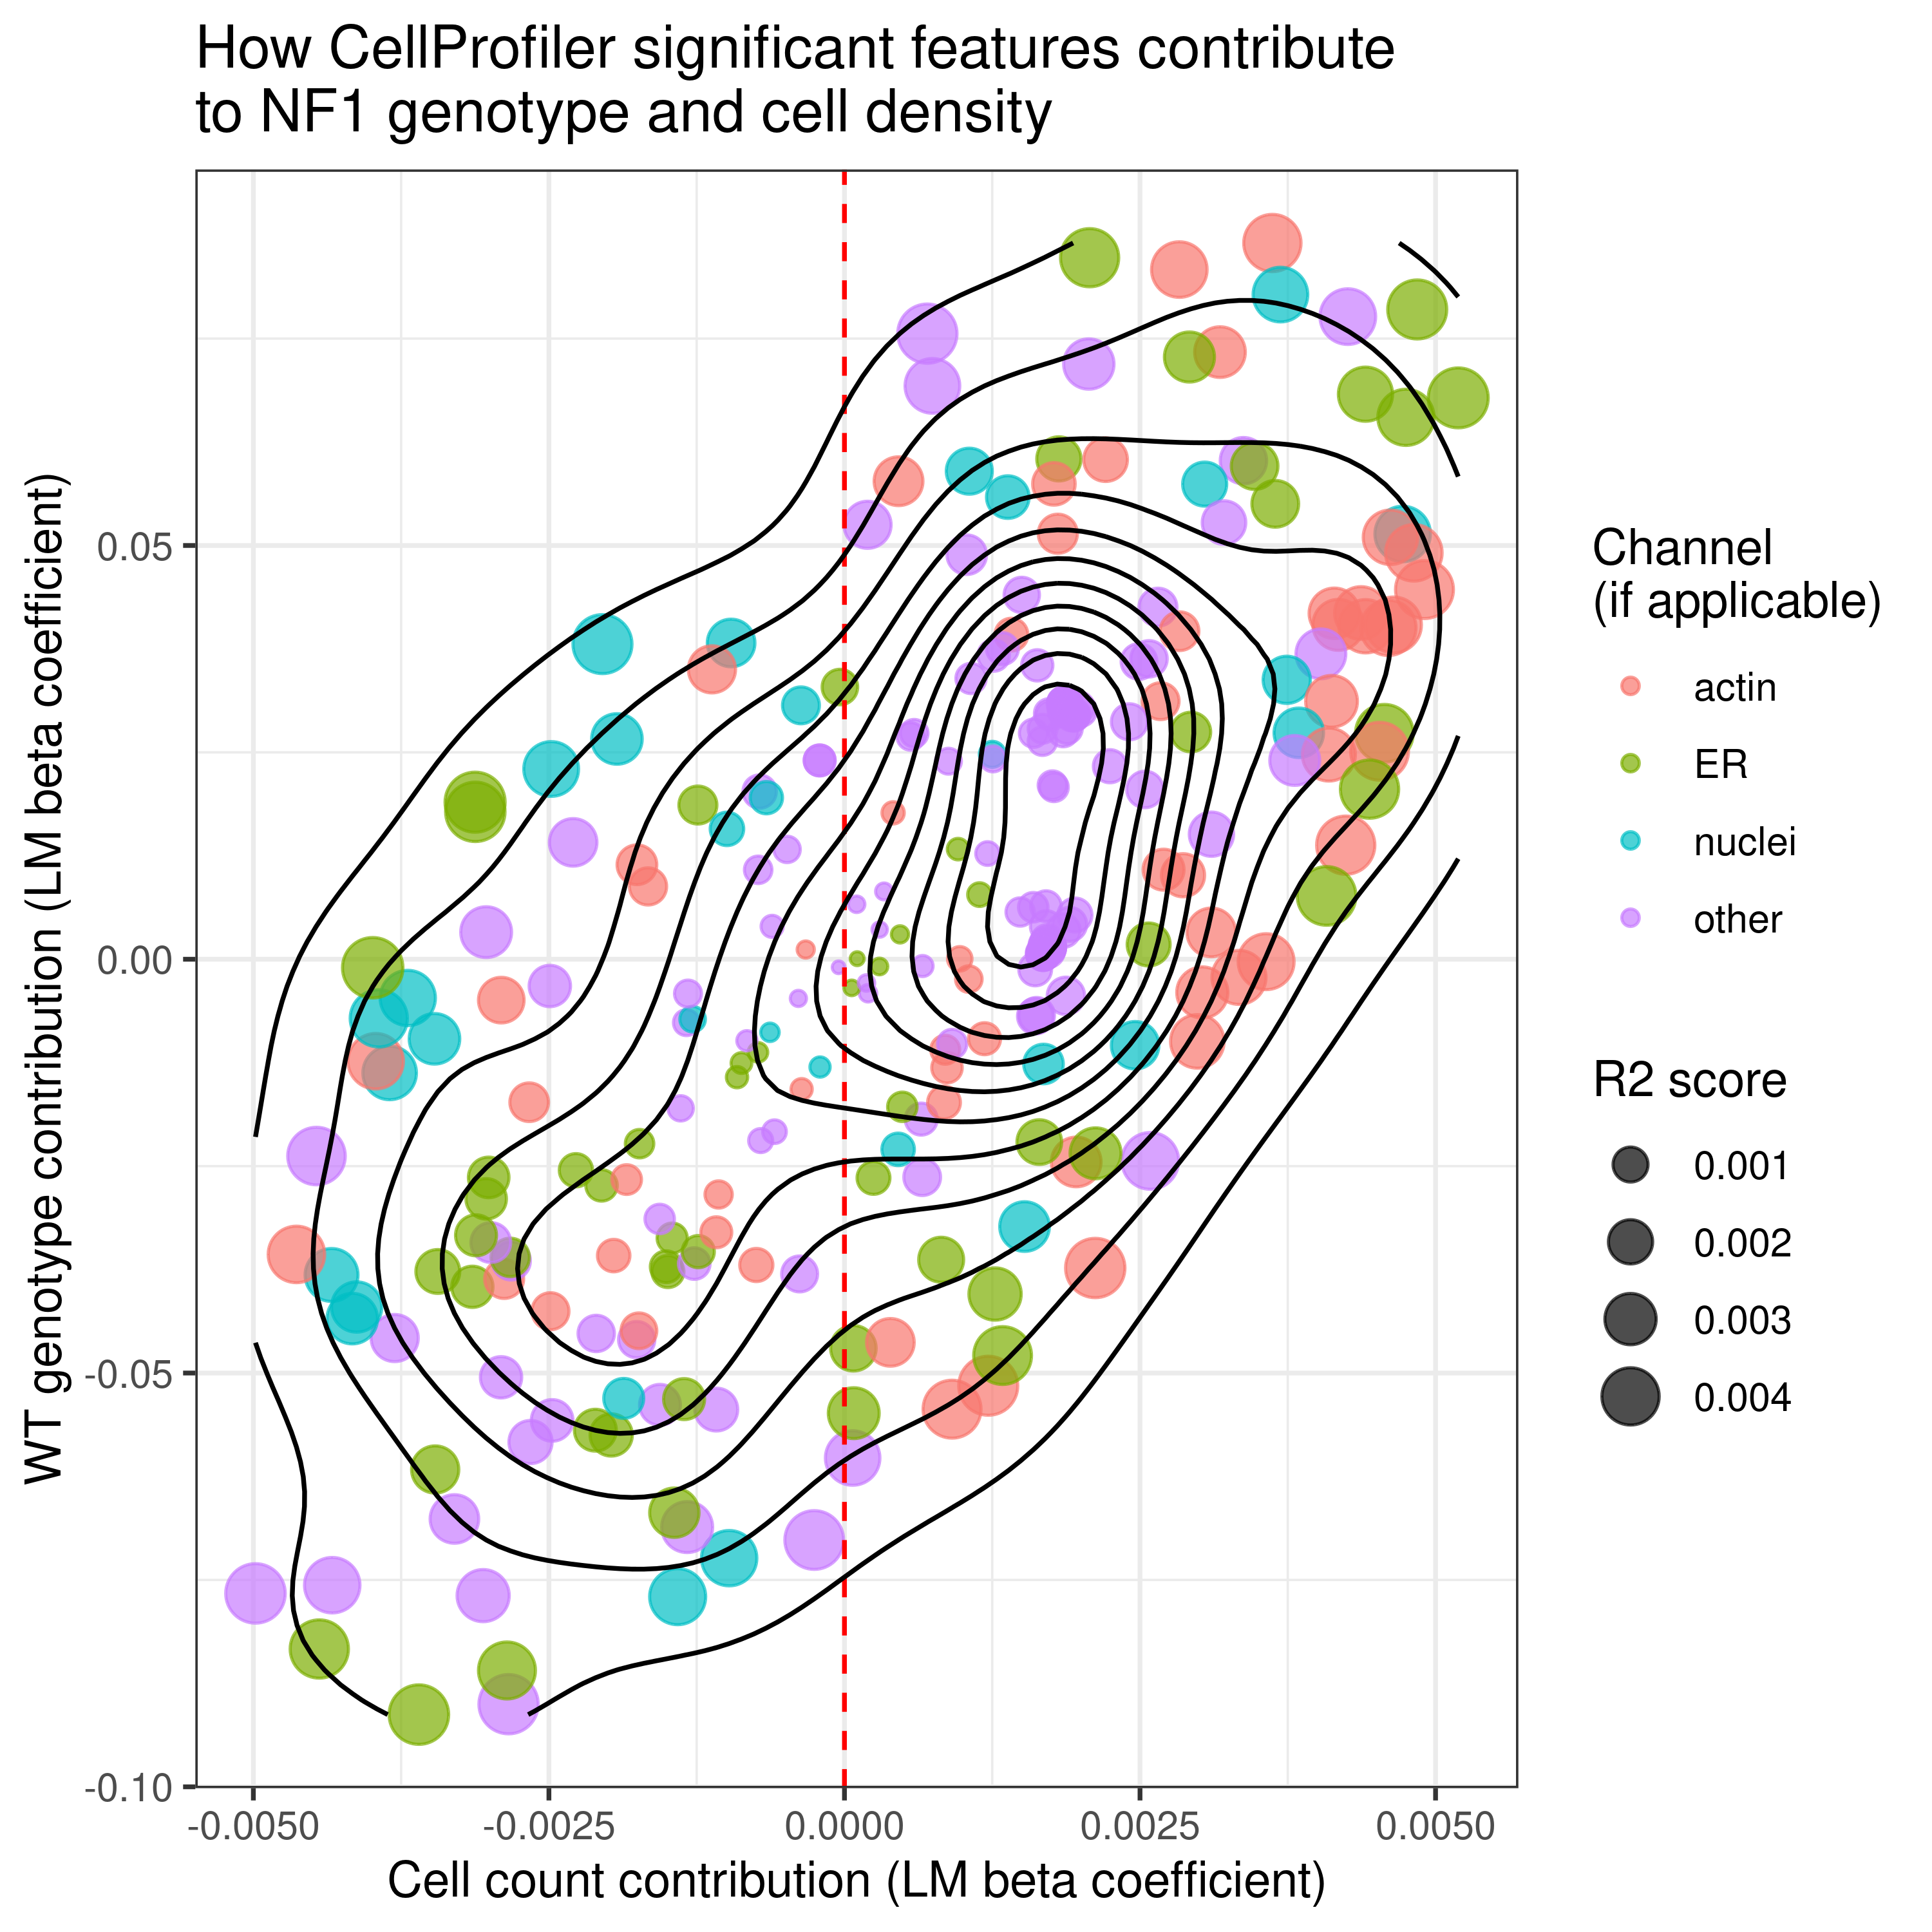 How CellProfiler significant features contribute
to NF1 genotype and cell density
WT genotype contribution (LM beta coefficient)
0.05
0.00
-0.05
-0.10
-0.0050
-0.0025
0.0000
0.0025
0.0050
Cell count contribution (LM beta coefficient)
Channel
(if applicable)
actin
ER
nuclei
other
R2 score
0.001
0.002
0.003
0.004